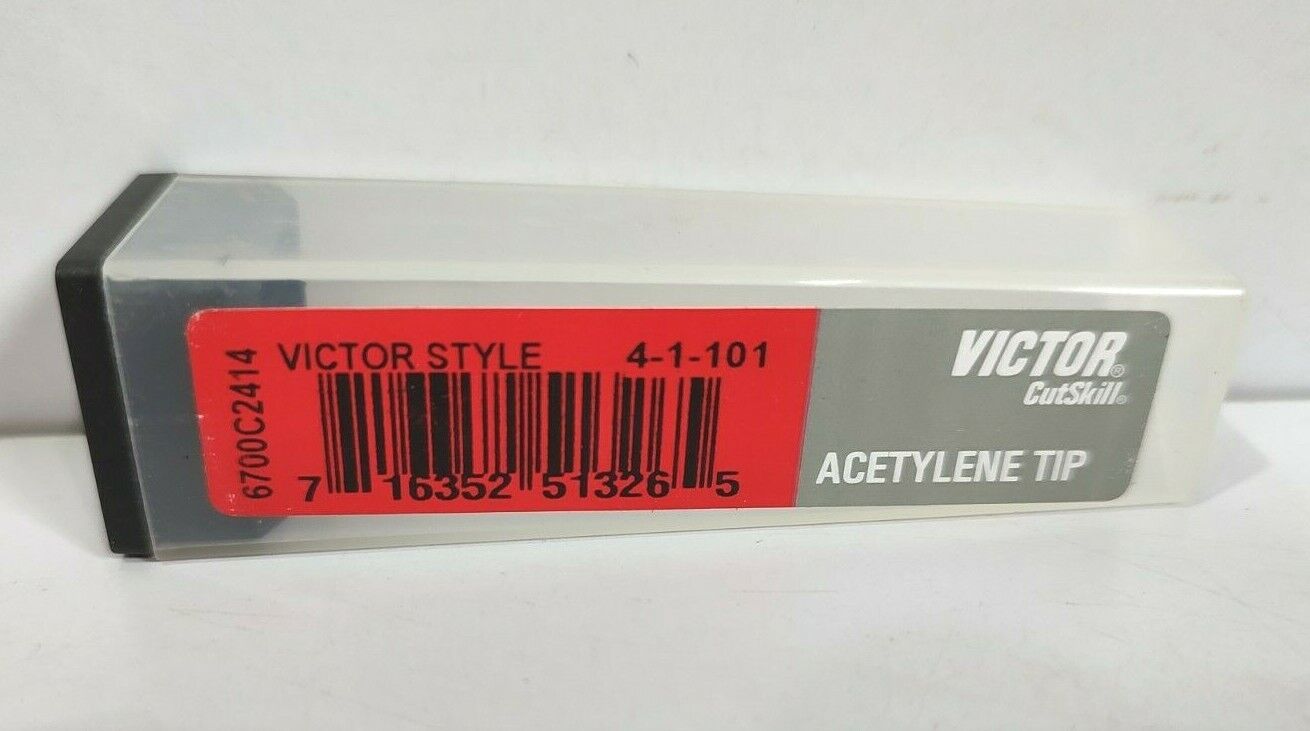 6700C2414
VICTOR STYLE 4-1-101
7 16352 51326 5
VICTOR®
CutSkill®
ACETYLENE TIP